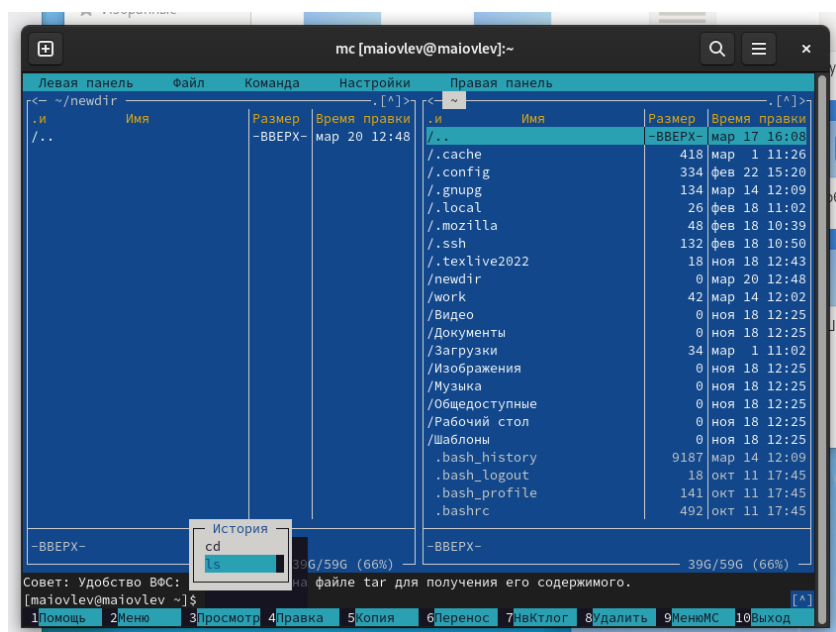 Избранные
mc [maiovlev@maiovlev]:~
Левая панель Файл Команда Настройки Правая панель
<— ~/newdir .[^]>
.и Имя Размер Время правки
/.. -ВВЕРХ- мар 20 12:48
-ВВЕРХ-
39G/59G (66%)
<— ~ .[^]>
.и Имя Размер Время правки
/.. -ВВЕРХ- мар 17 16:08
/.cache 418 мар 1 11:26
/.config 334 фев 22 15:20
/.gnupg 134 мар 14 12:09
/.local 26 фев 18 11:02
/.mozilla 48 фев 18 10:39
/.ssh 132 фев 18 10:50
/.texlive2022 18 ноя 18 12:43
/newdir 0 мар 20 12:48
/work 42 мар 14 12:02
/Видео 0 ноя 18 12:25
/Документы 0 ноя 18 12:25
/Загрузки 34 мар 1 11:02
/Изображения 0 ноя 18 12:25
/Музыка 0 ноя 18 12:25
/Общедоступные 0 ноя 18 12:25
/Рабочий стол 0 ноя 18 12:25
/Шаблоны 0 ноя 18 12:25
.bash_history 9187 мар 14 12:09
.bash_logout 18 окт 11 17:45
.bash_profile 141 окт 11 17:45
.bashrc 492 окт 11 17:45
-ВВЕРХ-
39G/59G (66%)
История
cd
ls
Совет: Удобство ВФС: на файле tar для получения его содержимого.
[maiovlev@maiovlev ~]$ [^]
1Помощь 2Меню 3Просмотр 4Правка 5Копия 6Перенос 7НвКтлог 8Удалить 9МенюMC 10Выход